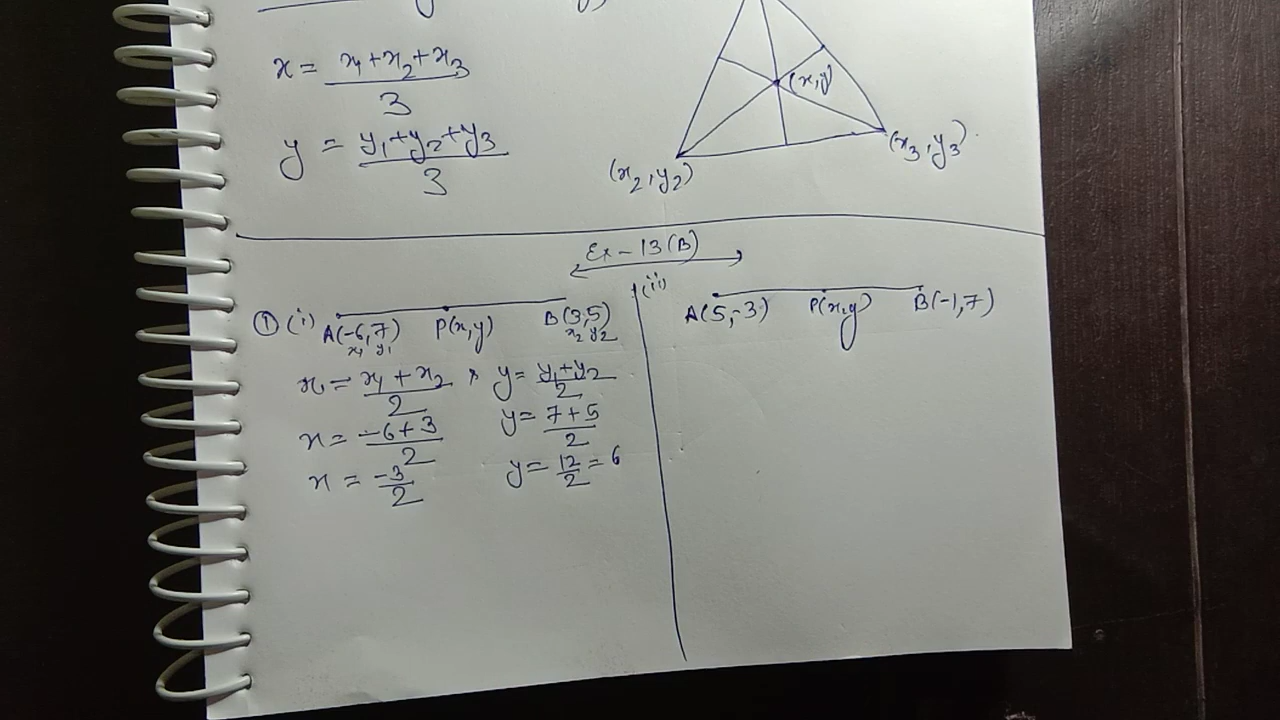 x = x₁+x₂+x₃
3
y = y₁+y₂+y₃
3
(x,y)
(x₂,y₂)
(x₃,y₃)
Ex-13(B)
① (i) A(-6,7) P(x,y) B(3,5)
x₁ y₁ x₂ y₂
x = x₁+x₂ , y = y₁+y₂
2 2
x = -6+3 y = 7+5
2 2
x = -3 y = 12 = 6
2 2
(ii)
A(5,-3) P(x,y) B(-1,7)